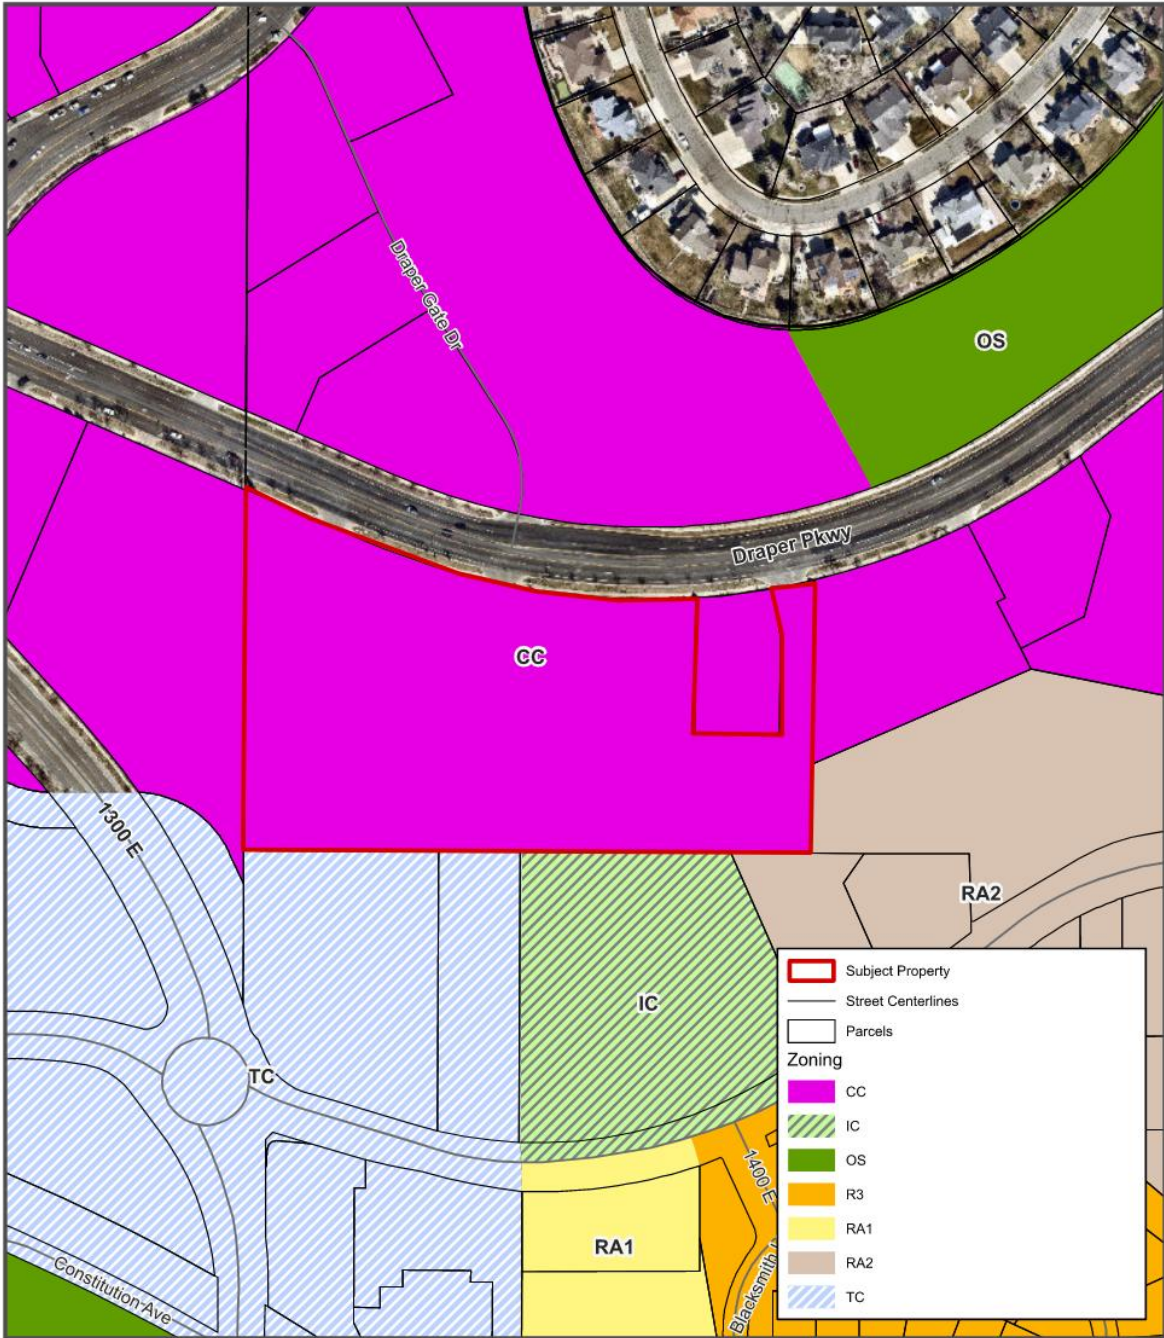 Draper Gate Dr
OS
Draper Pkwy
CC
1300 E
RA2
IC
TC
1400 E
RA1
Constitution Ave
Blacksmith
Subject Property
Street Centerlines
Parcels
Zoning
CC
IC
OS
R3
RA1
RA2
TC